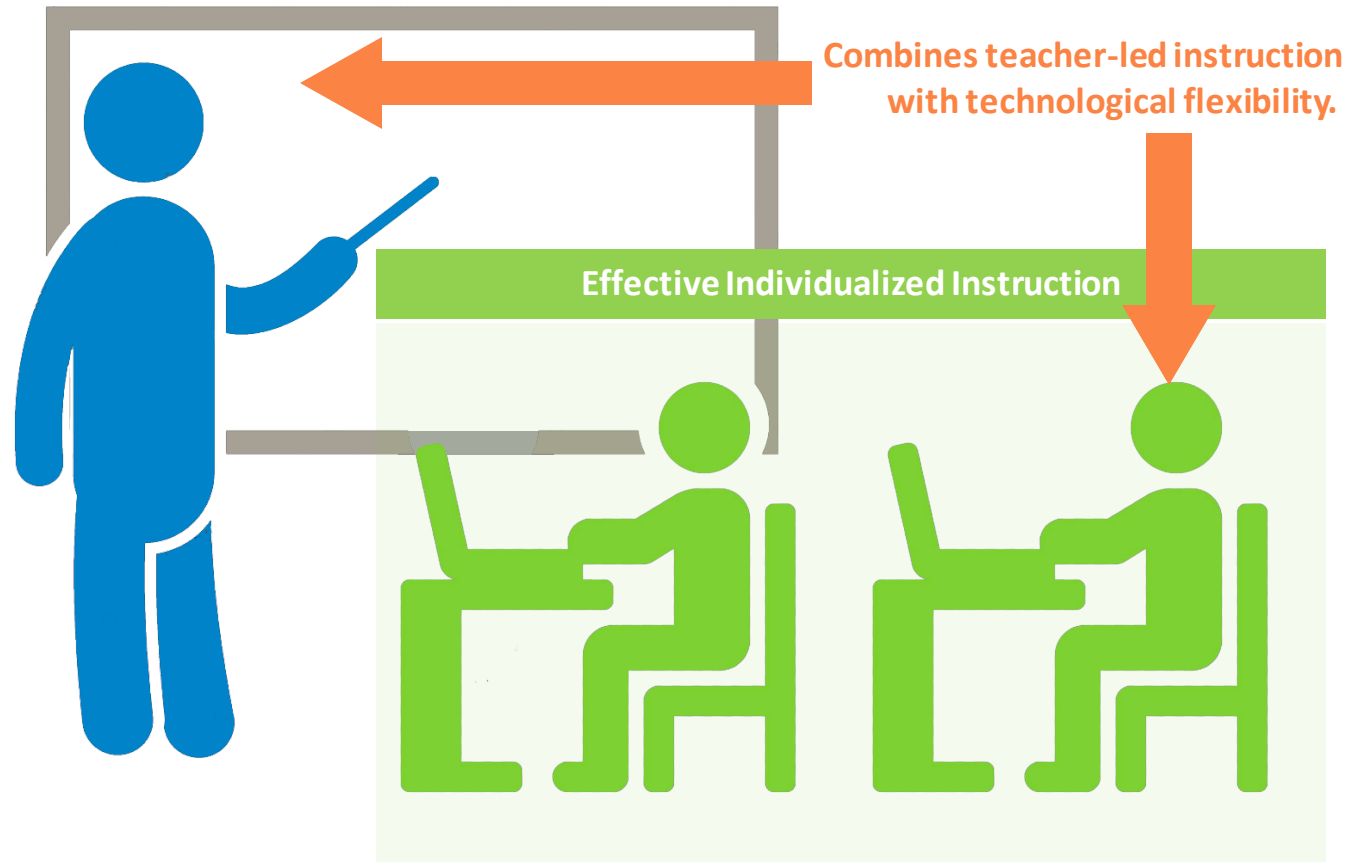 Combines teacher-led instruction
with technological flexibility.
Effective Individualized Instruction